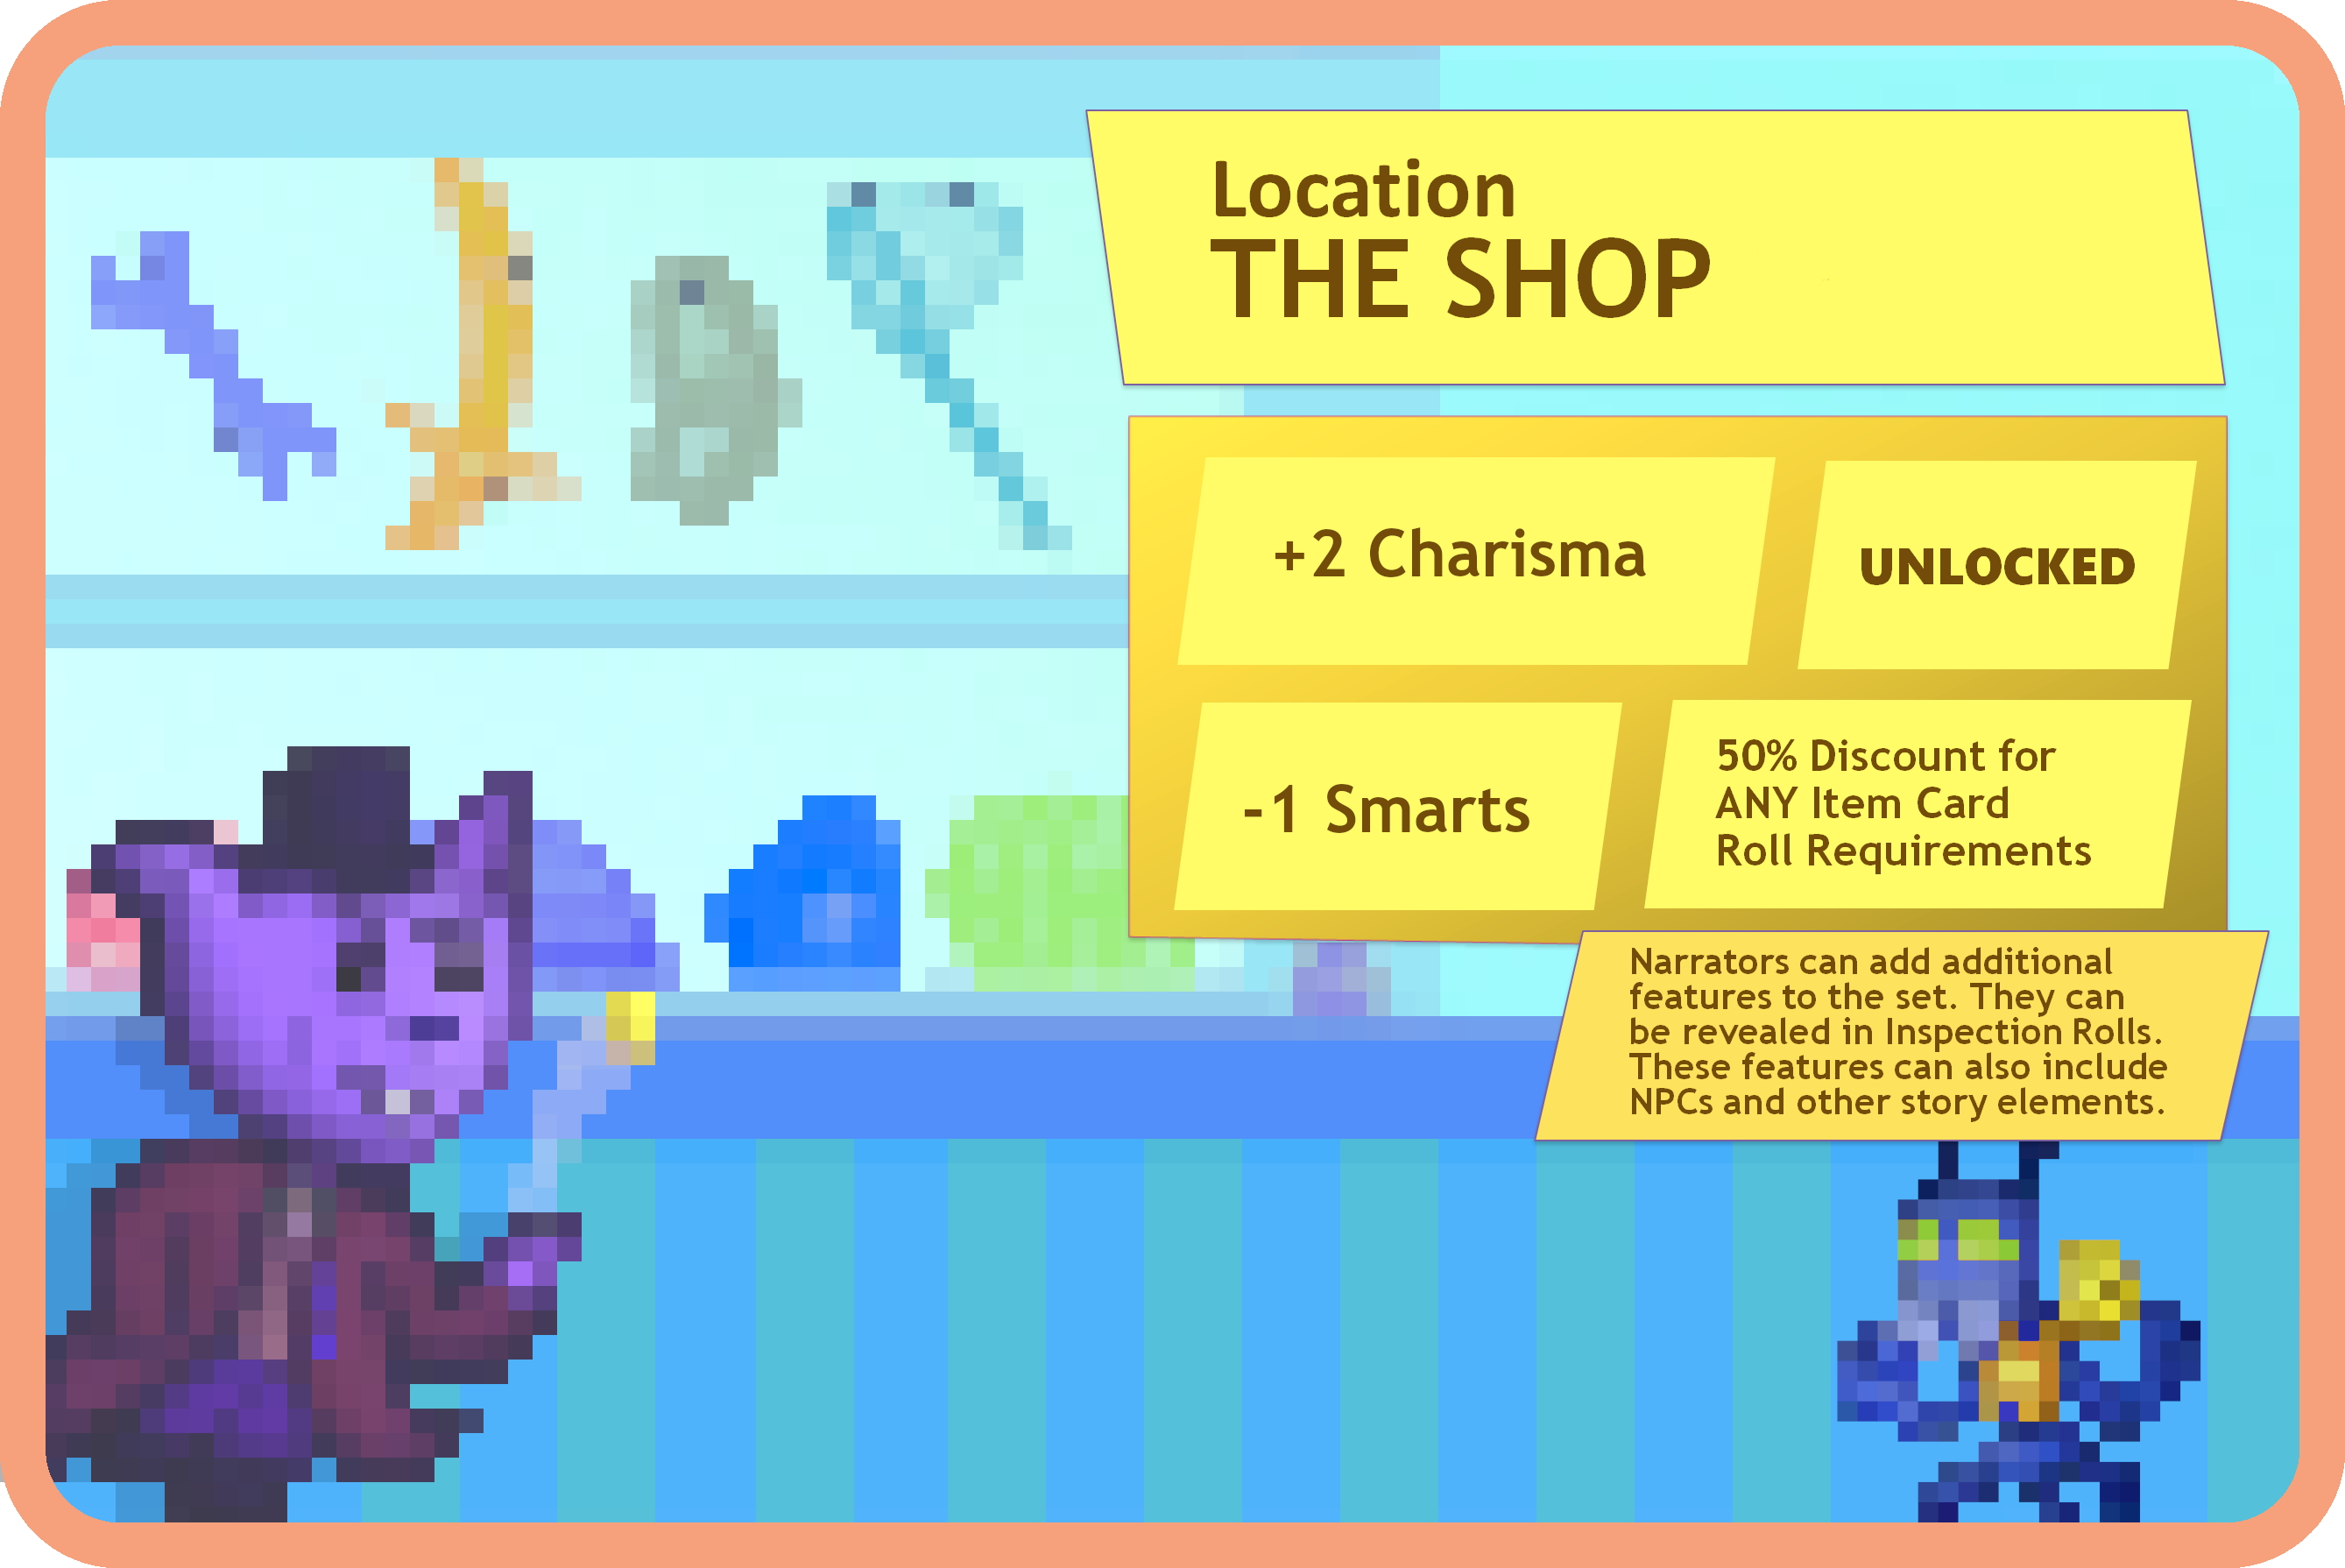 Location
THE SHOP
+2 Charisma
UNLOCKED
-1 Smarts
50% Discount for
ANY Item Card
Roll Requirements
Narrators can add additional
features to the set. They can
be revealed in Inspection Rolls.
These features can also include
NPCs and other story elements.